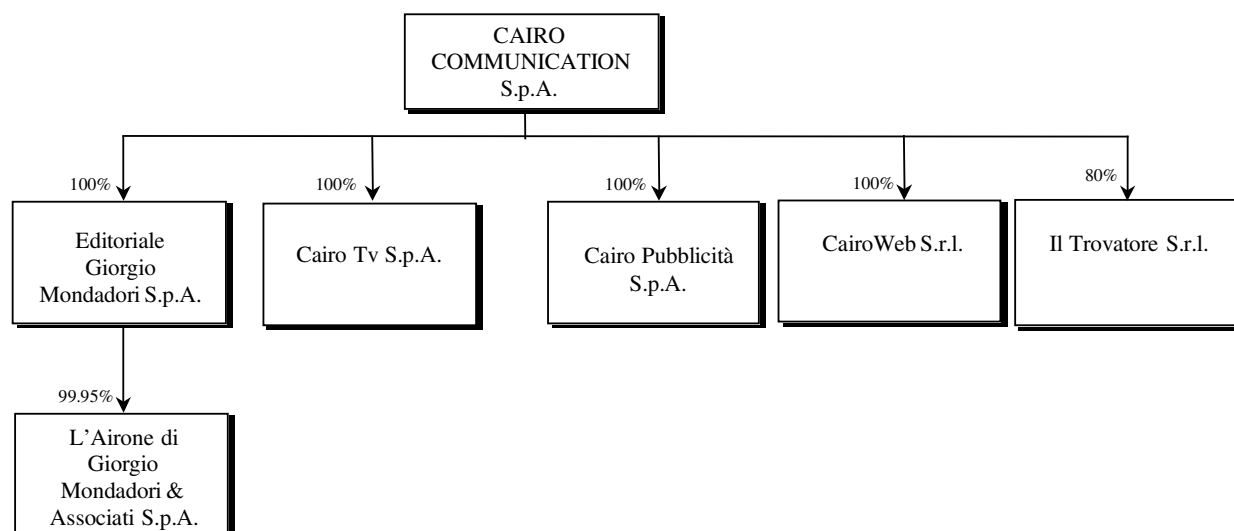 CAIRO
COMMUNICATION
S.p.A.
100%
100%
100%
100%
80%
Editoriale
Giorgio
Mondadori S.p.A.
Cairo Tv S.p.A.
Cairo Pubblicità
S.p.A.
CairoWeb S.r.l.
Il Trovatore S.r.l.
99.95%
L’Airone di
Giorgio
Mondadori &
Associati S.p.A.